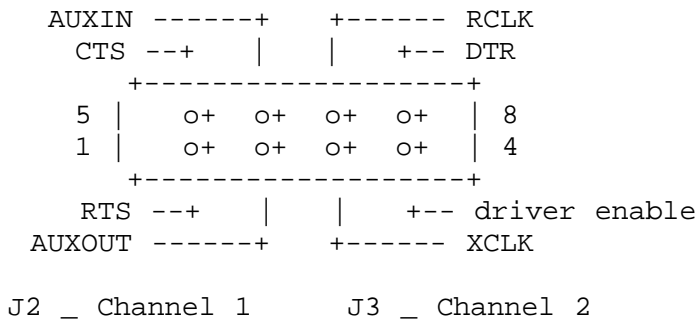 AUXIN ------+    +------ RCLK
CTS --+    |    |    +-- DTR
+-------------------+
5 |    o+  o+  o+  o+  | 8
1 |    o+  o+  o+  o+  | 4
+-------------------+
RTS --+    |    |    +-- driver enable
AUXOUT ------+    +------ XCLK
J2 _ Channel 1      J3 _ Channel 2